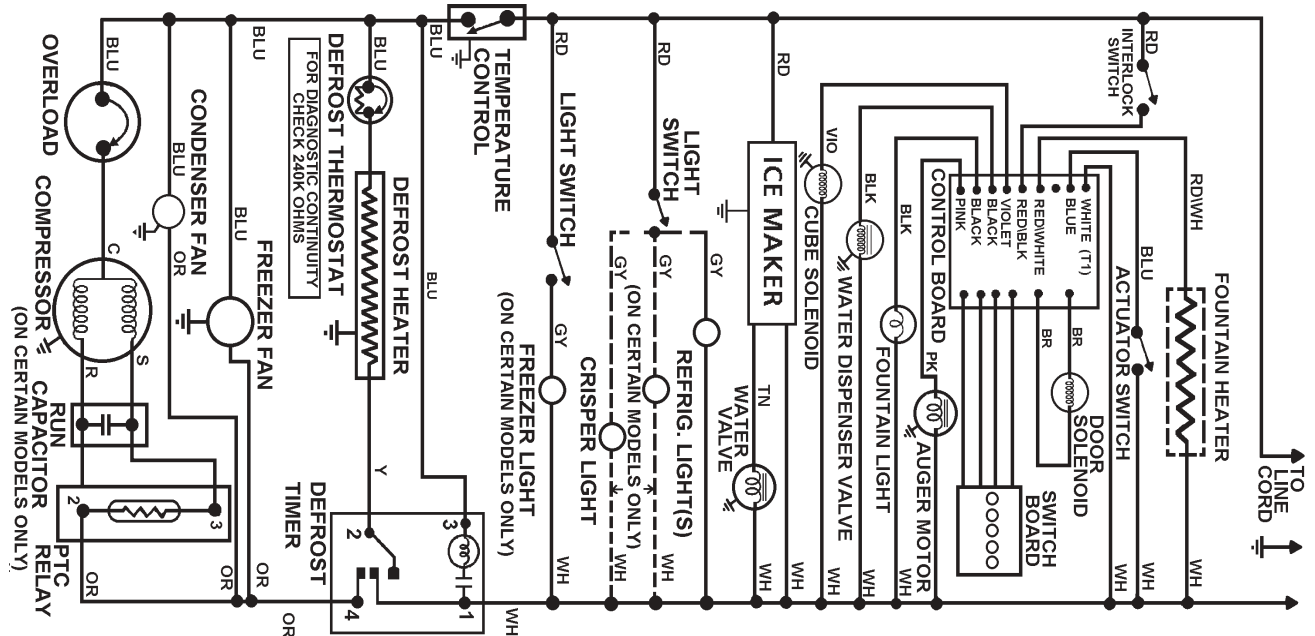 TO
LINE
CORD
RD
INTERLOCK
SWITCH
RD/WH
FOUNTAIN HEATER
WH
BLU
ACTUATOR SWITCH
WH
WH
WHITE (T1)
BLUE
RED/WHITE
RED\BLK
VIOLET
BLACK
BLACK
PINK
CONTROL BOARD
BR
BR
DOOR
SOLENOID
SWITCH
BOARD
PK
AUGER MOTOR
BLK
FOUNTAIN LIGHT
BLK
WATER DISPENSER VALVE
VIO
CUBE SOLENOID
RD
ICE MAKER
TN
WATER
VALVE
WH
WH
RD
LIGHT
SWITCH
GY
GY
GY
REFRIG. LIGHT(S)
(ON CERTAIN MODELS ONLY)
CRISPER LIGHT
WH
WH
WH
RD
LIGHT SWITCH
GY
FREEZER LIGHT
(ON CERTAIN MODELS ONLY)
WH
TEMPERATURE
CONTROL
BLU
BLU
BLU
DEFROST THERMOSTAT
FOR DIAGNOSTIC CONTINUITY
CHECK 240K OHMS
DEFROST HEATER
Y
DEFROST
TIMER
3
2
1
4
WH
OR
BLU
BLU
FREEZER FAN
OR
BLU
CONDENSER FAN
OR
OR
BLU
OVERLOAD
COMPRESSOR
C
S
R
RUN
CAPACITOR
(ON CERTAIN MODELS ONLY)
2
3
PTC
RELAY
OR